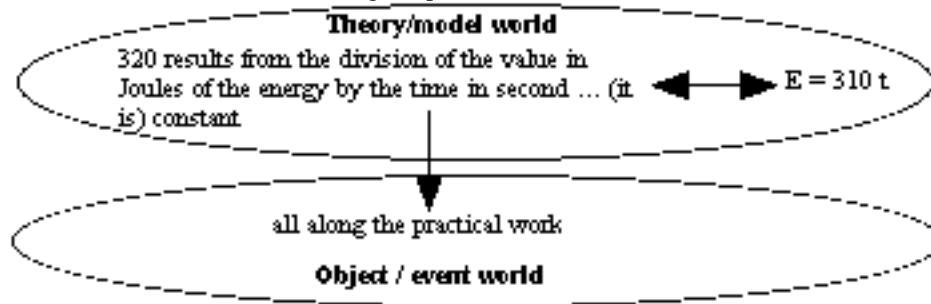 Theory/model world
320 results from the division of the value in
Joules of the energy by the time in second ... (it
is) constant
E = 310 t
all along the practical work
Object / event world